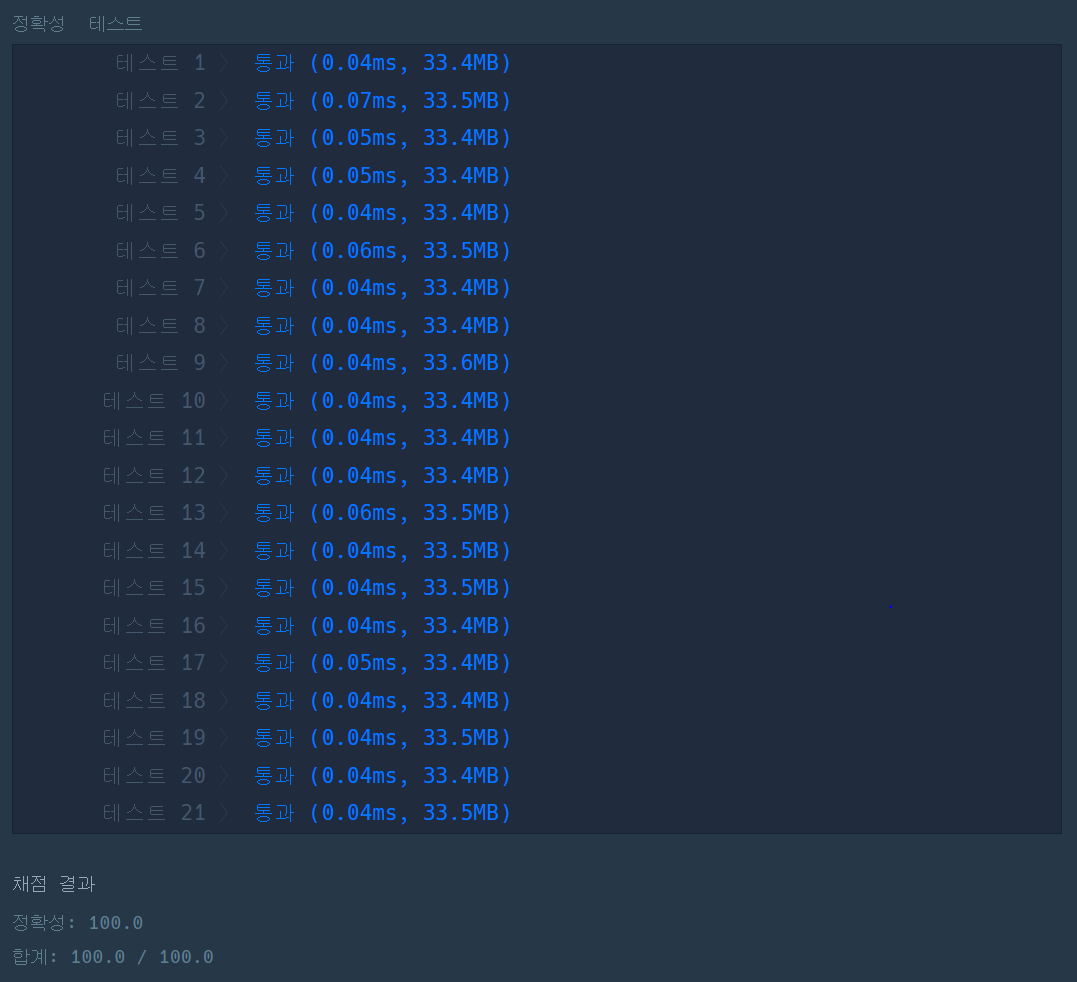 정확성 테스트
테스트 1 〉 통과 (0.04ms, 33.4MB)
테스트 2 〉 통과 (0.07ms, 33.5MB)
테스트 3 〉 통과 (0.05ms, 33.4MB)
테스트 4 〉 통과 (0.05ms, 33.4MB)
테스트 5 〉 통과 (0.04ms, 33.4MB)
테스트 6 〉 통과 (0.06ms, 33.5MB)
테스트 7 〉 통과 (0.04ms, 33.4MB)
테스트 8 〉 통과 (0.04ms, 33.4MB)
테스트 9 〉 통과 (0.04ms, 33.6MB)
테스트 10 〉 통과 (0.04ms, 33.4MB)
테스트 11 〉 통과 (0.04ms, 33.4MB)
테스트 12 〉 통과 (0.04ms, 33.4MB)
테스트 13 〉 통과 (0.06ms, 33.5MB)
테스트 14 〉 통과 (0.04ms, 33.5MB)
테스트 15 〉 통과 (0.04ms, 33.5MB)
테스트 16 〉 통과 (0.04ms, 33.4MB)
테스트 17 〉 통과 (0.05ms, 33.4MB)
테스트 18 〉 통과 (0.04ms, 33.4MB)
테스트 19 〉 통과 (0.04ms, 33.5MB)
테스트 20 〉 통과 (0.04ms, 33.4MB)
테스트 21 〉 통과 (0.04ms, 33.5MB)
채점 결과
정확성: 100.0
합계: 100.0 / 100.0